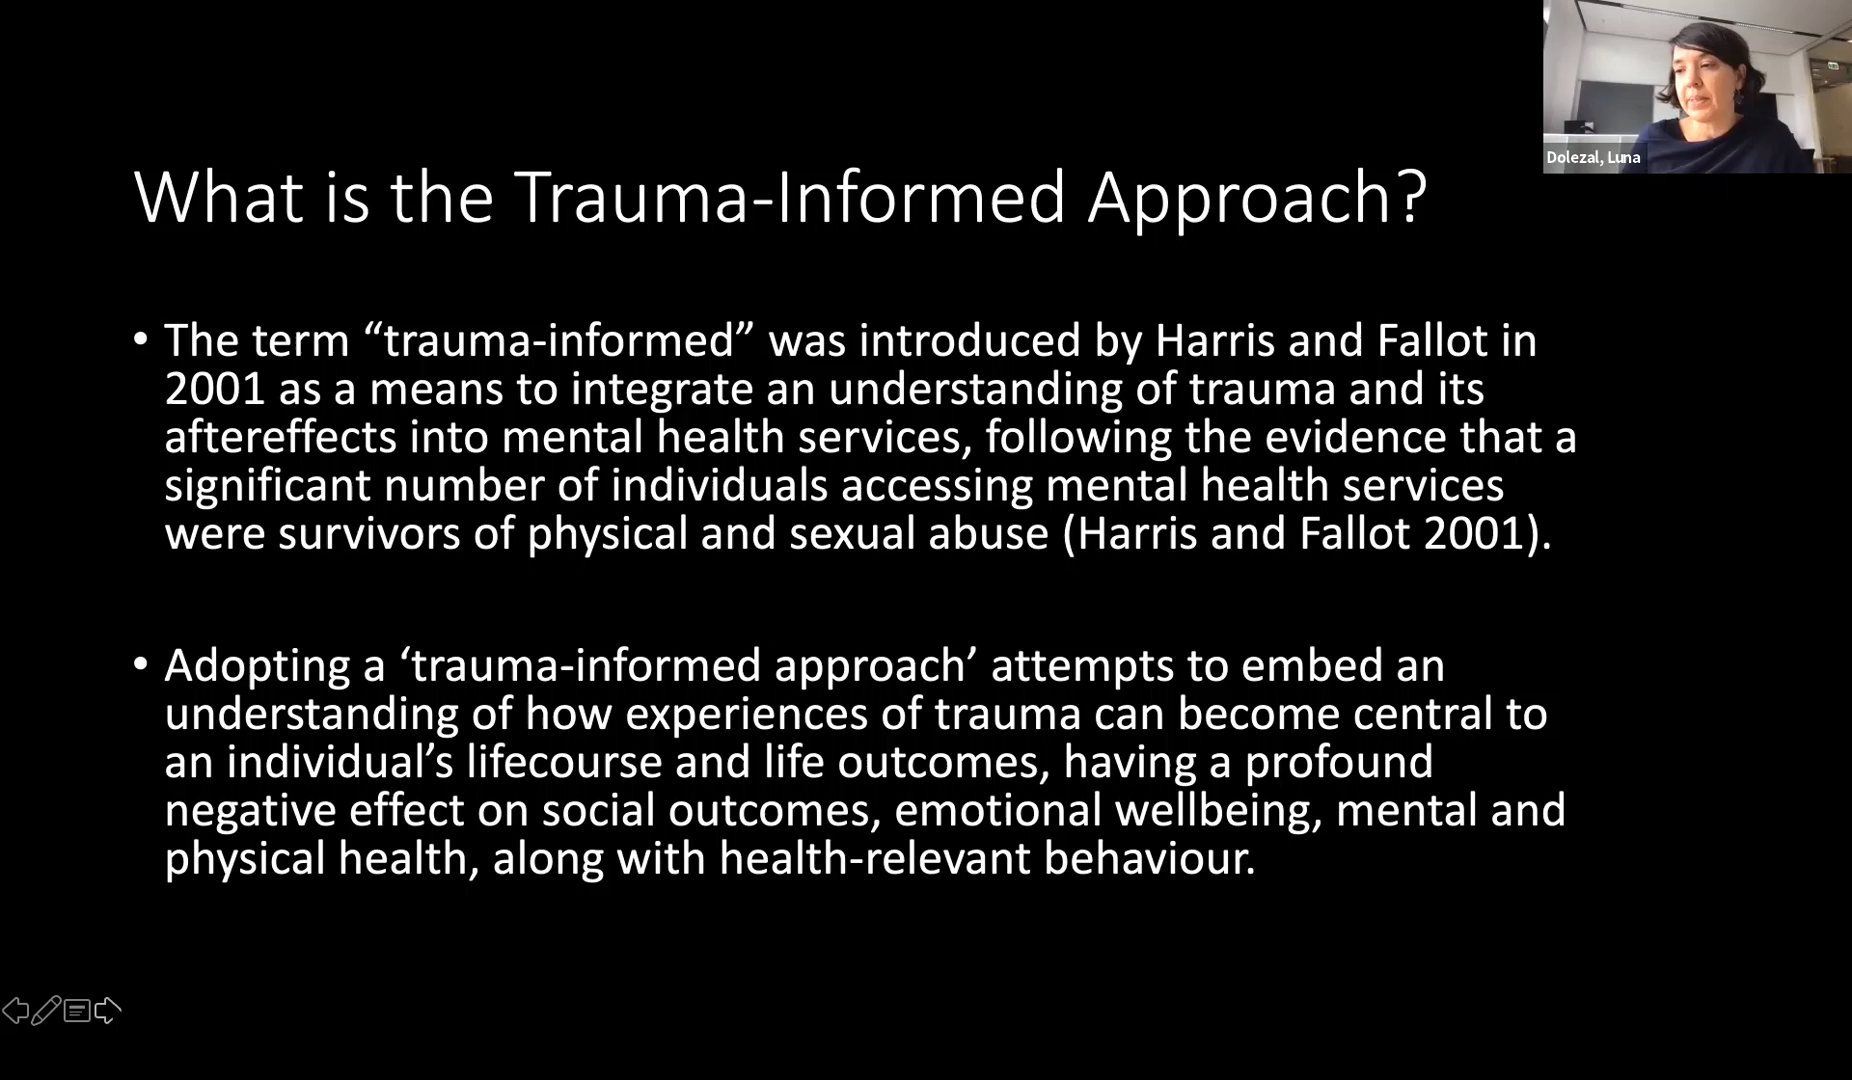 Dolezal, Luna
What is the Trauma-Informed Approach?
• The term “trauma-informed” was introduced by Harris and Fallot in
2001 as a means to integrate an understanding of trauma and its
aftereffects into mental health services, following the evidence that a
significant number of individuals accessing mental health services
were survivors of physical and sexual abuse (Harris and Fallot 2001).
• Adopting a ‘trauma-informed approach’ attempts to embed an
understanding of how experiences of trauma can become central to
an individual’s lifecourse and life outcomes, having a profound
negative effect on social outcomes, emotional wellbeing, mental and
physical health, along with health-relevant behaviour.